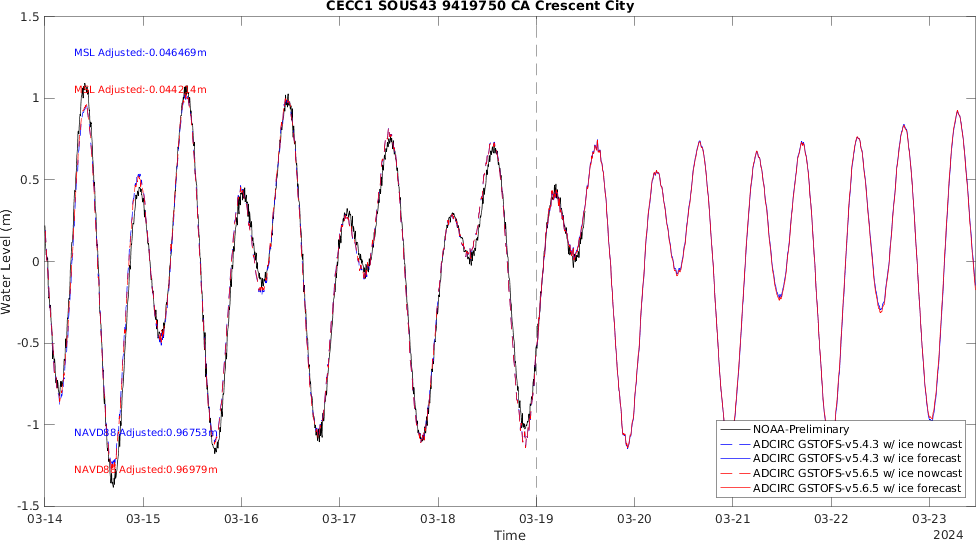 CECC1 SOUS43 9419750 CA Crescent City
1.5
MSL Adjusted:-0.046469m
1
0.5
Water Level (m)
0
-0.5
-1
NAVD88 Adjusted:0.96753m
NAVD88 Adjusted:0.96979m
-1.5
NOAA-Preliminary
ADCIRC GSTOFS-v5.4.3 w/ ice nowcast
ADCIRC GSTOFS-v5.4.3 w/ ice forecast
ADCIRC GSTOFS-v5.6.5 w/ ice nowcast
ADCIRC GSTOFS-v5.6.5 w/ ice forecast
03-14 03-15 03-16 03-17 03-18 03-19 03-20 03-21 03-22 03-23
Time
2024